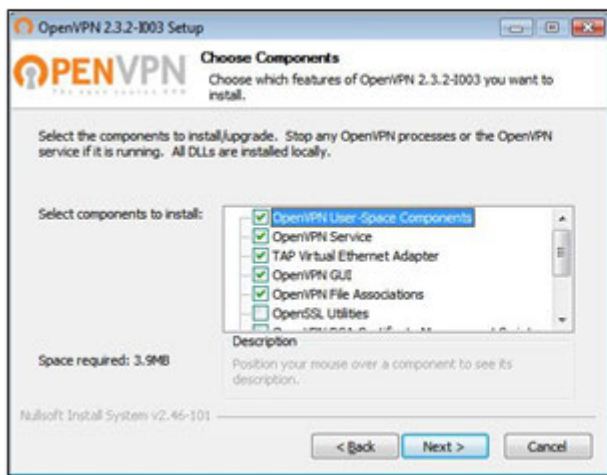 OpenVPN 2.3.2-I003 Setup
OPENVPN
Choose Components
Choose which features of OpenVPN 2.3.2-I003 you want to
install.
Select the components to install/upgrade. Stop any OpenVPN processes or the OpenVPN
service if it is running. All DLLs are installed locally.
Select components to install:
OpenVPN User-Space Components
OpenVPN Service
TAP Virtual Ethernet Adapter
OpenVPN GUI
OpenVPN File Associations
OpenSSL Utilities
Space required: 3.9MB
Description
Position your mouse over a component to see its
description.
Nullsoft Install System v2.46-101
< Back
Next >
Cancel